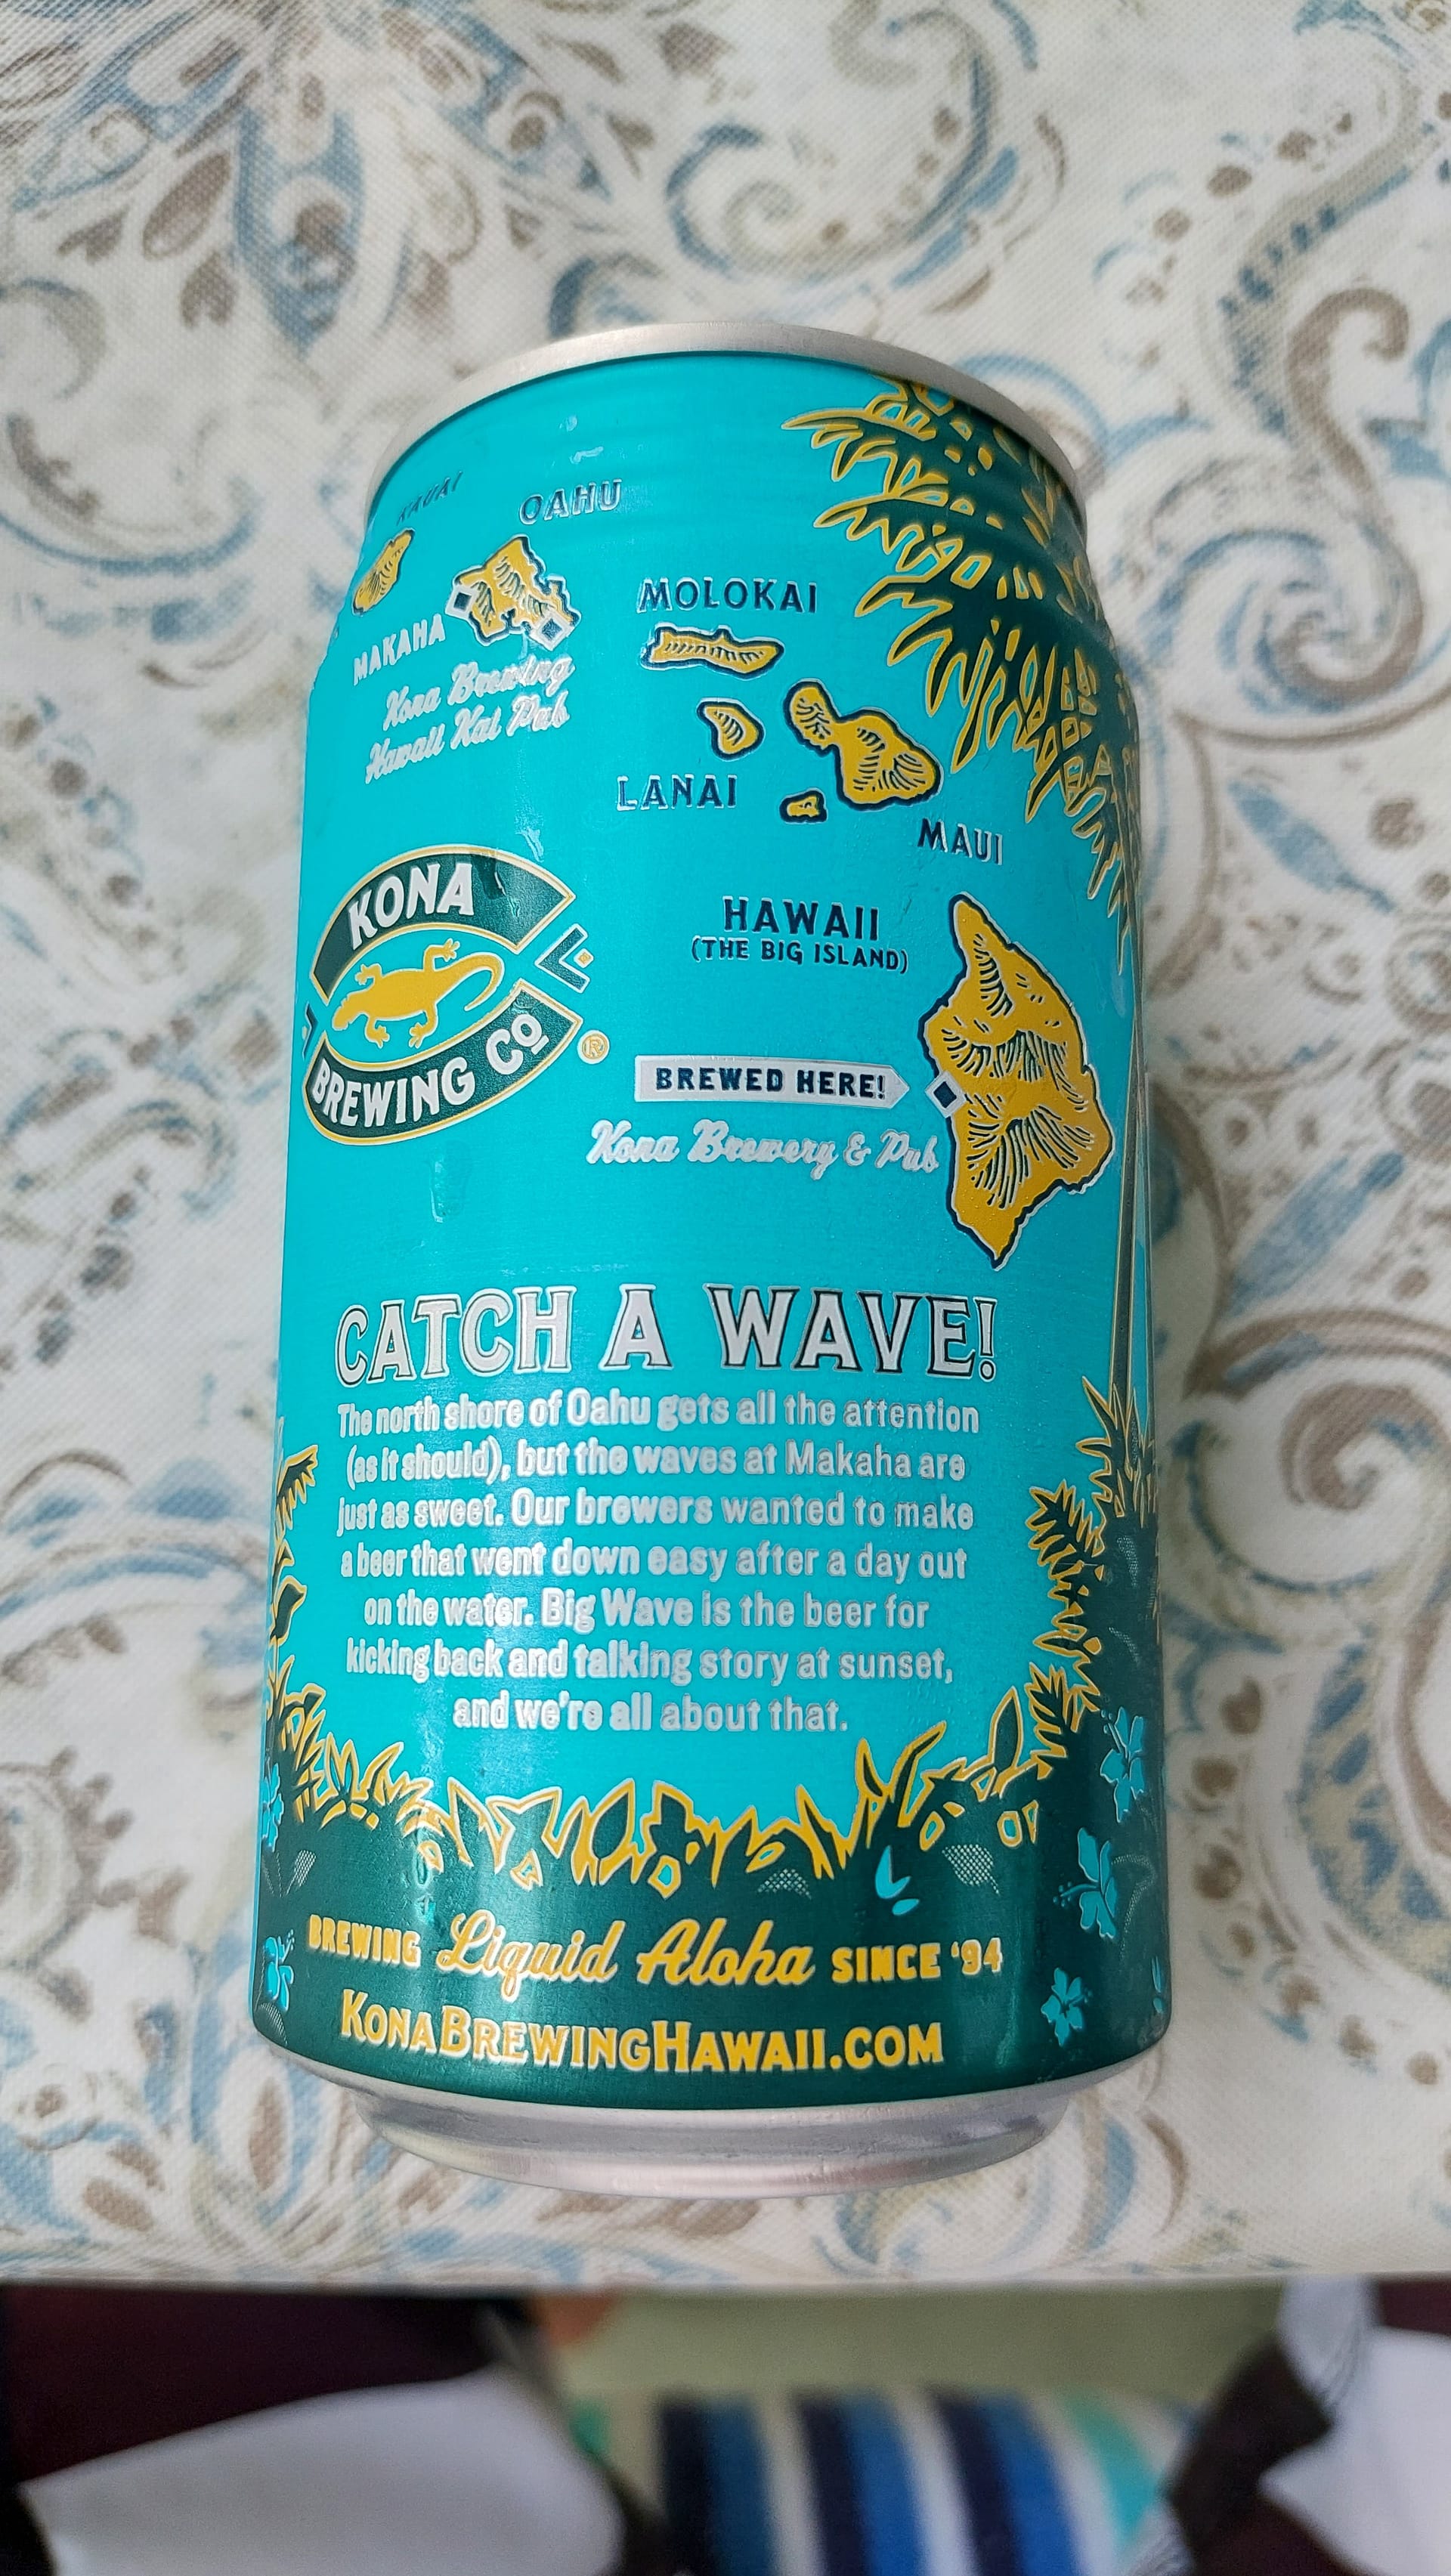 KAUAI
OAHU
MAKAHA
Kona Brewing
Hawaii Kai Pub
MOLOKAI
LANAI
MAUI
KONA
BREWING CO
®
HAWAII
(THE BIG ISLAND)
BREWED HERE!
Kona Brewery & Pub
CATCH A WAVE!
The north shore of Oahu gets all the attention
(as it should), but the waves at Makaha are
just as sweet. Our brewers wanted to make
a beer that went down easy after a day out
on the water. Big Wave is the beer for
kicking back and talking story at sunset,
and we're all about that.
BREWING Liquid Aloha SINCE '94
KONABREWINGHAWAII.COM